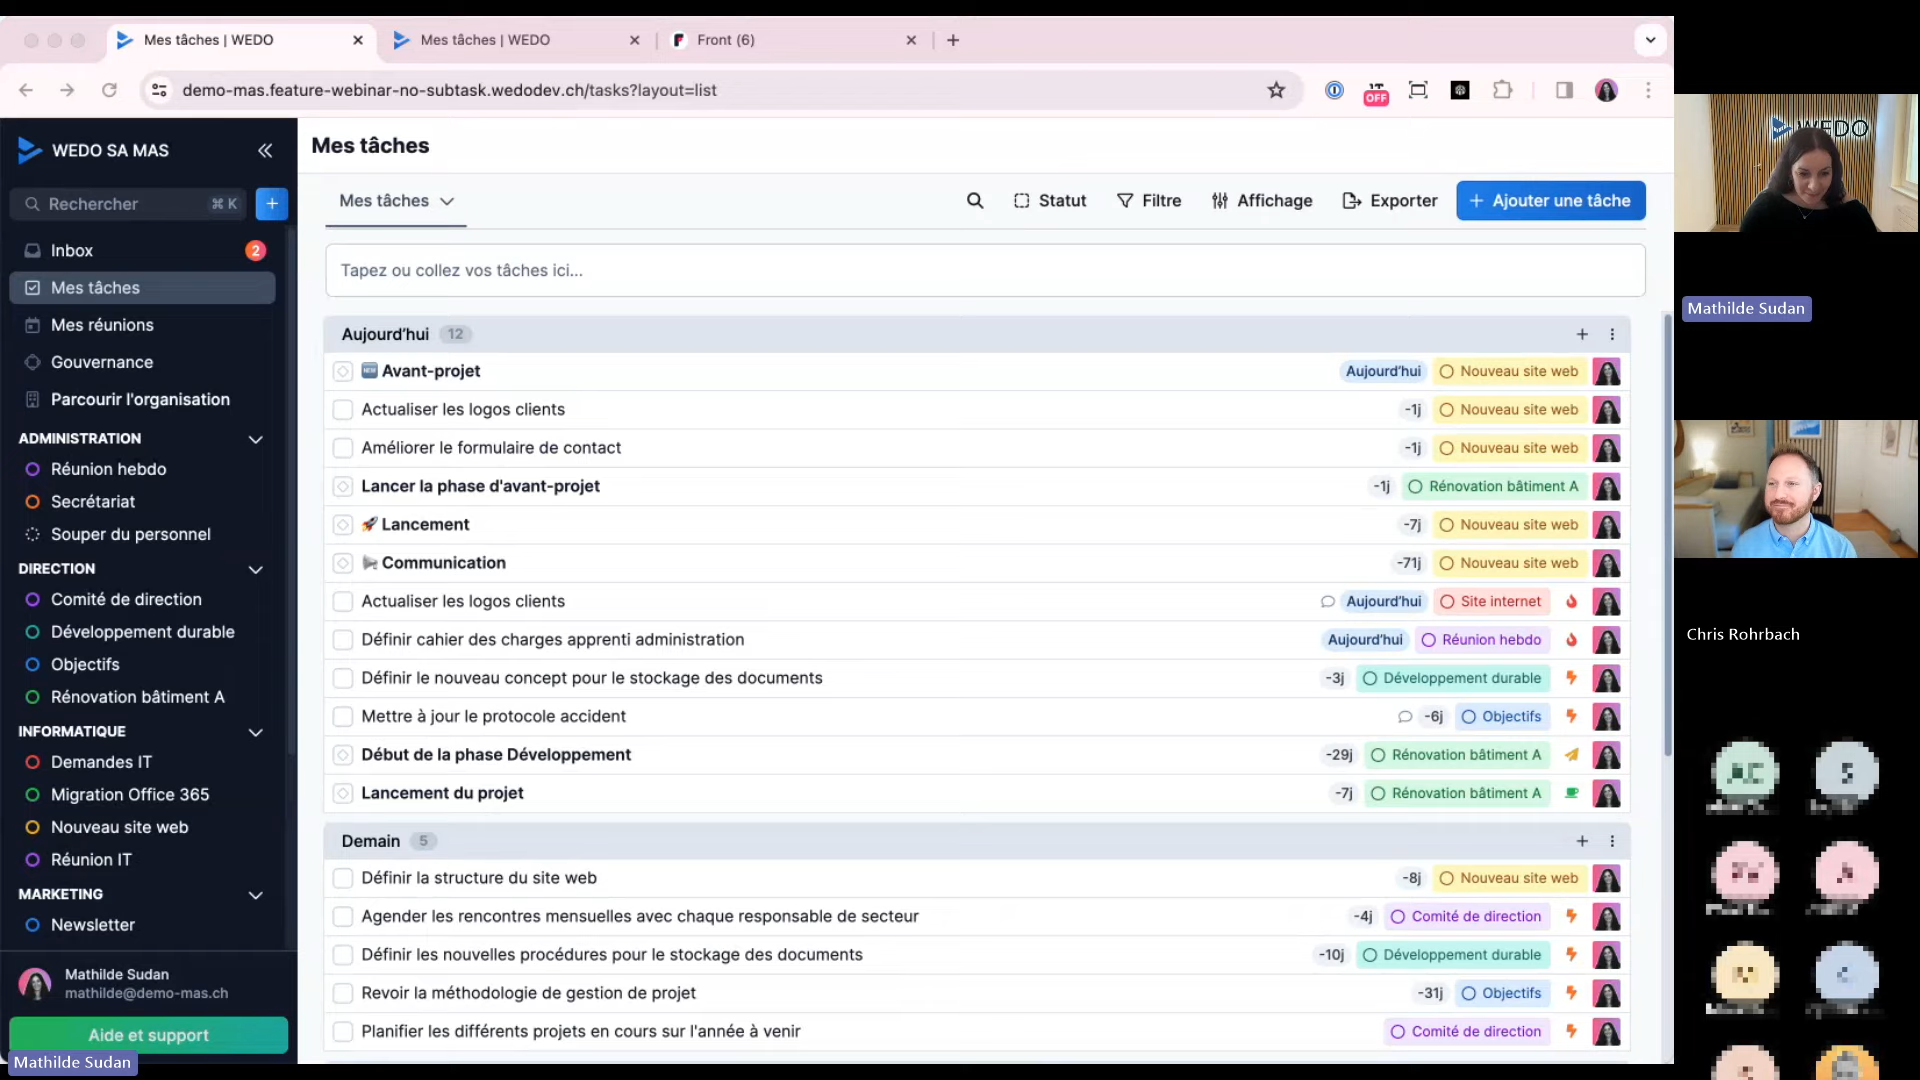 Mes tâches | WEDO
Mes tâches | WEDO
Front (6)
demo-mas.feature-webinar-no-subtask.wedodev.ch/tasks?layout=list
OFF
WEDO SA MAS
Rechercher ⌘ K
Inbox 2
Mes tâches
Mes réunions
Gouvernance
Parcourir l'organisation
ADMINISTRATION
Réunion hebdo
Secrétariat
Souper du personnel
DIRECTION
Comité de direction
Développement durable
Objectifs
Rénovation bâtiment A
INFORMATIQUE
Demandes IT
Migration Office 365
Nouveau site web
Réunion IT
MARKETING
Newsletter
Mathilde Sudan
mathilde@demo-mas.ch
Aide et support
Mathilde Sudan
Mes tâches
Mes tâches
Statut
Filtre
Affichage
Exporter
+ Ajouter une tâche
Tapez ou collez vos tâches ici...
Aujourd'hui 12
Avant-projet Aujourd'hui Nouveau site web
Actualiser les logos clients -1j Nouveau site web
Améliorer le formulaire de contact -1j Nouveau site web
Lancer la phase d'avant-projet -1j Rénovation bâtiment A
Lancement -7j Nouveau site web
Communication -71j Nouveau site web
Actualiser les logos clients Aujourd'hui Site internet
Définir cahier des charges apprenti administration Aujourd'hui Réunion hebdo
Définir le nouveau concept pour le stockage des documents -3j Développement durable
Mettre à jour le protocole accident -6j Objectifs
Début de la phase Développement -29j Rénovation bâtiment A
Lancement du projet -7j Rénovation bâtiment A
Demain 5
Définir la structure du site web -8j Nouveau site web
Agender les rencontres mensuelles avec chaque responsable de secteur -4j Comité de direction
Définir les nouvelles procédures pour le stockage des documents -10j Développement durable
Revoir la méthodologie de gestion de projet -31j Objectifs
Planifier les différents projets en cours sur l'année à venir Comité de direction
WEDO
Mathilde Sudan
Chris Rohrbach